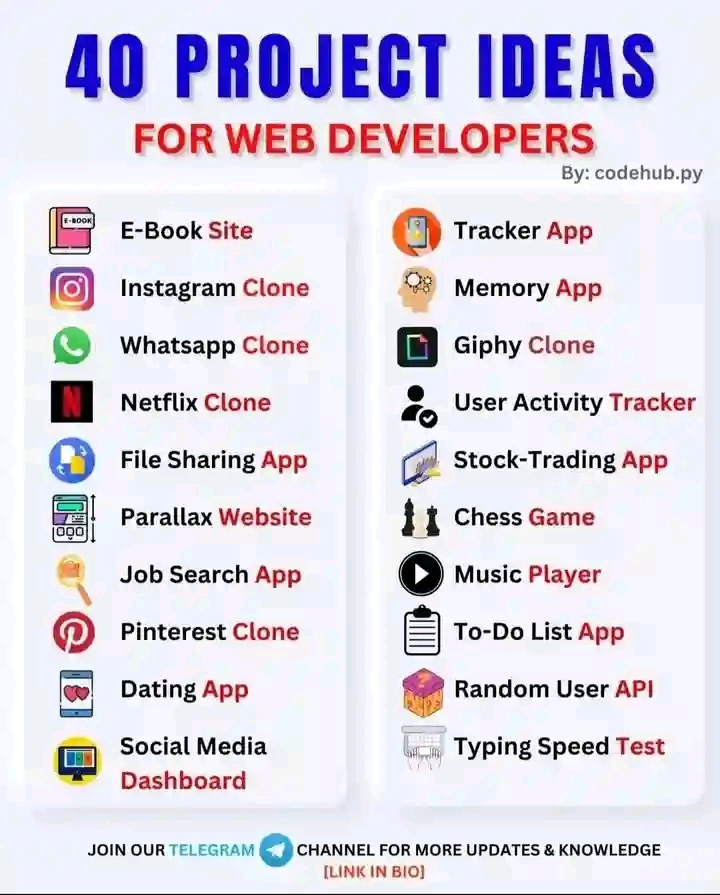 40 PROJECT IDEAS
FOR WEB DEVELOPERS
By: codehub.py
E-BOOK
E-Book Site
Instagram Clone
Whatsapp Clone
N
Netflix Clone
File Sharing App
Parallax Website
Job Search App
Pinterest Clone
Dating App
Social Media
Dashboard
Tracker App
Memory App
Giphy Clone
User Activity Tracker
Stock-Trading App
Chess Game
Music Player
To-Do List App
Random User API
Typing Speed Test
JOIN OUR TELEGRAM CHANNEL FOR MORE UPDATES & KNOWLEDGE
[LINK IN BIO]